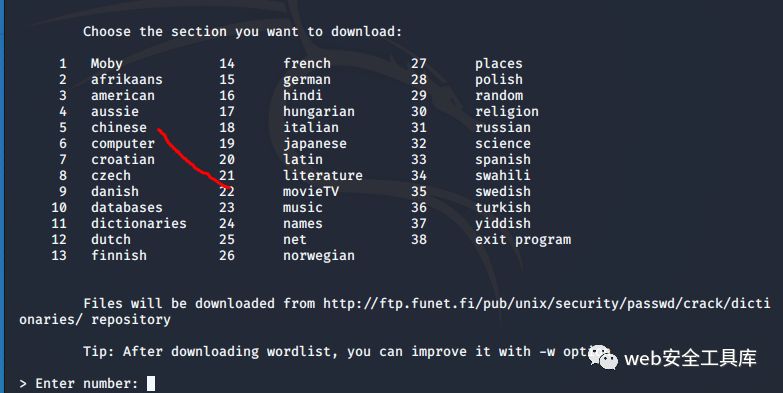 Choose the section you want to download:
1 Moby 14 french 27 places
2 afrikaans 15 german 28 polish
3 american 16 hindi 29 random
4 aussie 17 hungarian 30 religion
5 chinese 18 italian 31 russian
6 computer 19 japanese 32 science
7 croatian 20 latin 33 spanish
8 czech 21 literature 34 swahili
9 danish 22 movieTV 35 swedish
10 databases 23 music 36 turkish
11 dictionaries 24 names 37 yiddish
12 dutch 25 net 38 exit program
13 finnish 26 norwegian
Files will be downloaded from http://ftp.funet.fi/pub/unix/security/passwd/crack/dicti
onaries/ repository
Tip: After downloading wordlist, you can improve it with -w
web安全工具库
> Enter number: